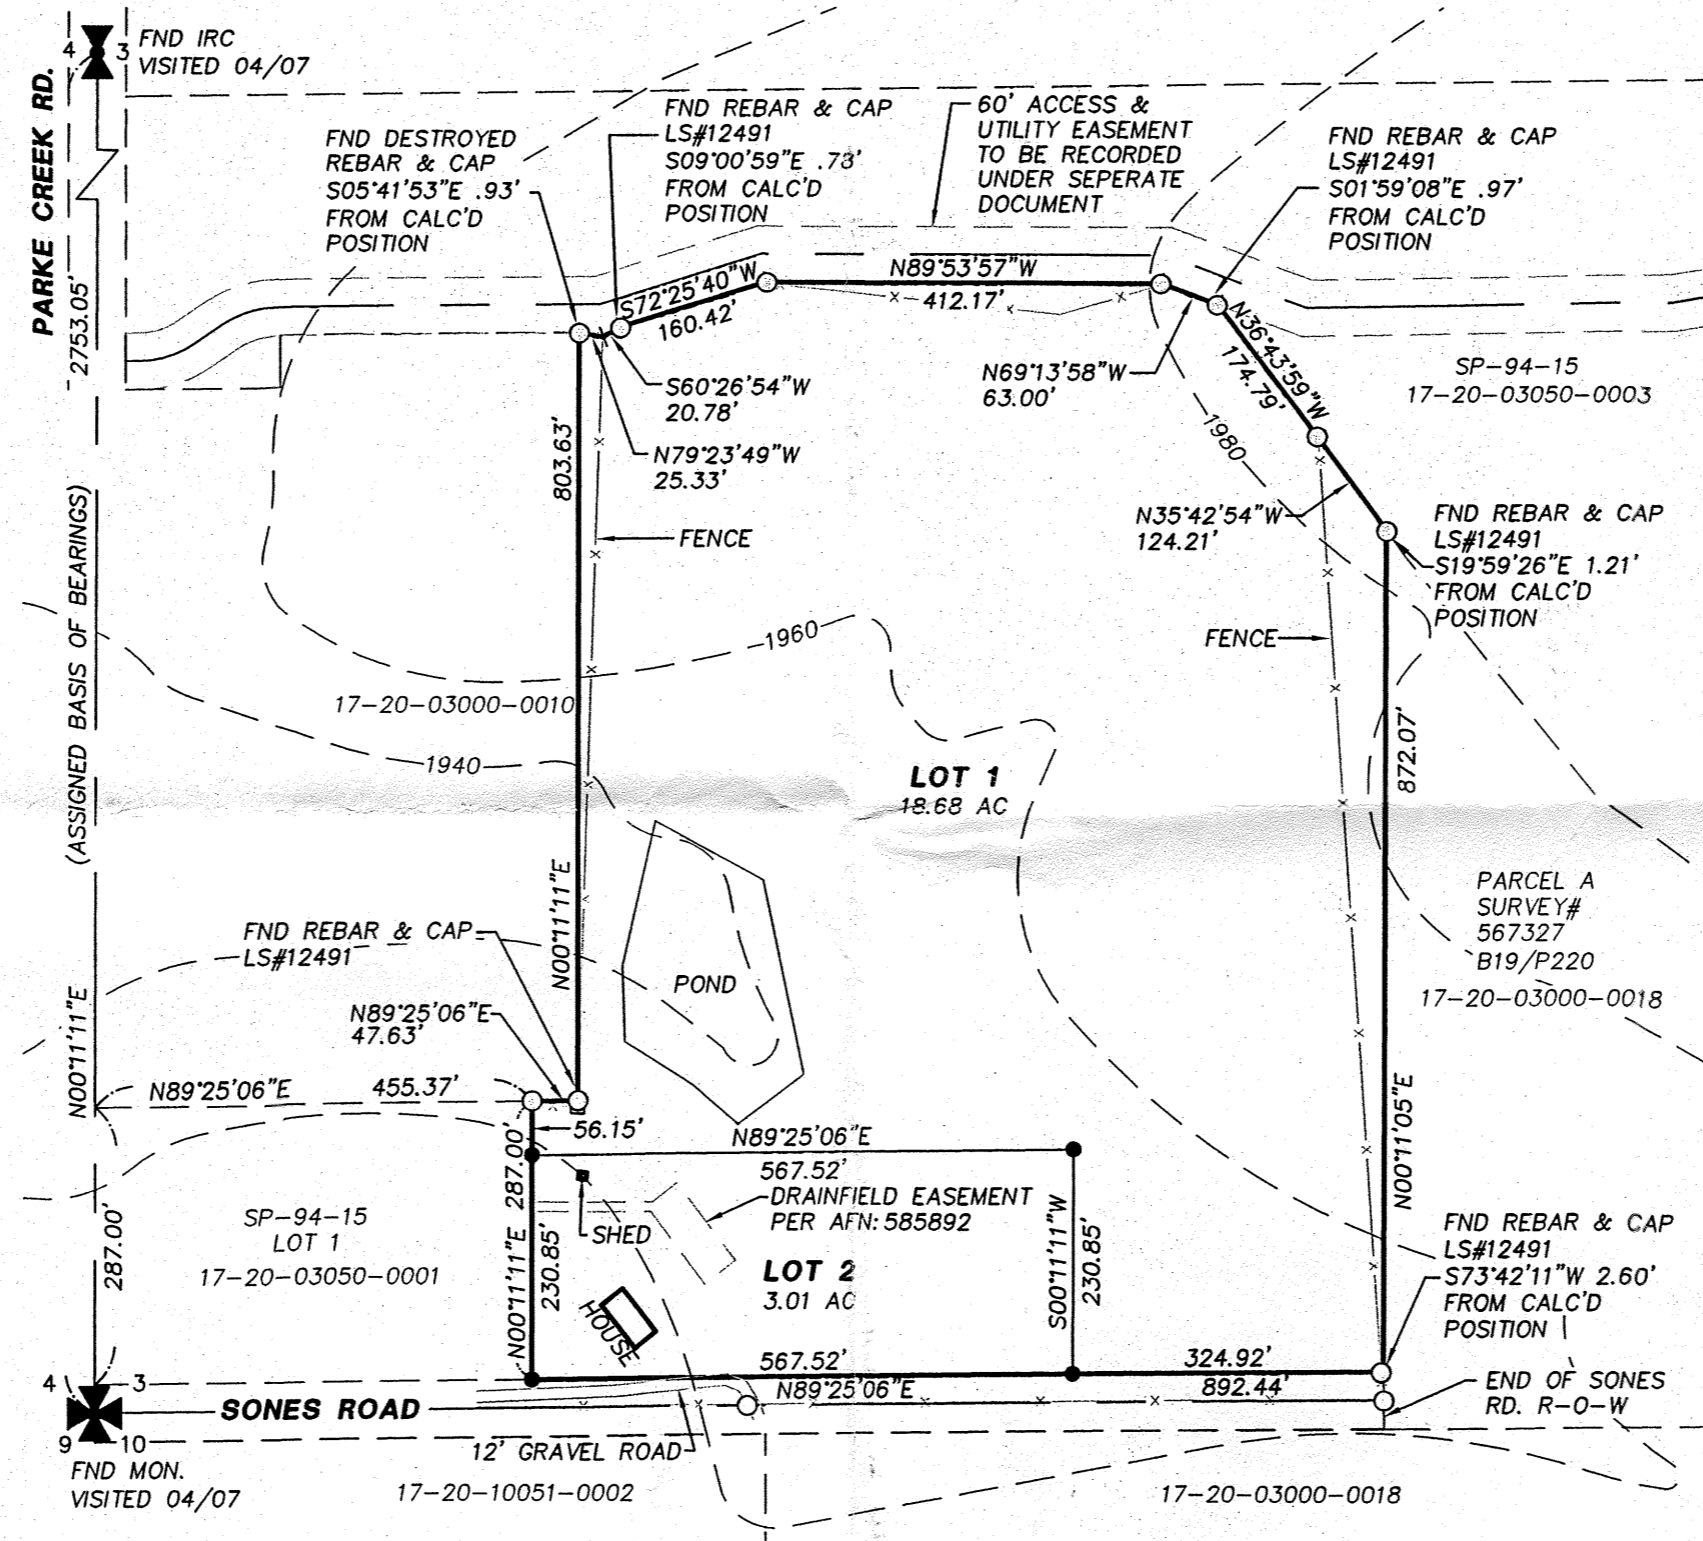 4
3
FND IRC
VISITED 04/07
PARKE CREEK RD.
2753.05'
FND DESTROYED
REBAR & CAP
S05°41'53"E .93'
FROM CALC'D
POSITION
FND REBAR & CAP
LS#12491
S09°00'59"E .73'
FROM CALC'D
POSITION
60' ACCESS &
UTILITY EASEMENT
TO BE RECORDED
UNDER SEPERATE
DOCUMENT
FND REBAR & CAP
LS#12491
S01°59'08"E .97'
FROM CALC'D
POSITION
S72°25'40"W
160.42'
N89°53'57"W
412.17'
N36°43'59"W
174.79'
N69°13'58"W
63.00'
SP-94-15
17-20-03050-0003
S60°26'54"W
20.78'
N79°23'49"W
25.33'
803.63'
1980
N35°42'54"W
124.21'
FND REBAR & CAP
LS#12491
S19°59'26"E 1.21'
FROM CALC'D
POSITION
FENCE
FENCE
(ASSIGNED BASIS OF BEARINGS)
1960
17-20-03000-0010
1940
LOT 1
18.68 AC
872.07'
N00°11'11"E
FND REBAR & CAP
LS#12491
POND
PARCEL A
SURVEY#
567327
B19/P220
17-20-03000-0018
N00°11'11"E
N89°25'06"E
47.63'
N89°25'06"E
455.37'
N00°11'05"E
56.15'
287.00'
N89°25'06"E
567.52'
DRAINFIELD EASEMENT
PER AFN: 585892
SHED
287.00'
SP-94-15
LOT 1
17-20-03050-0001
N00°11'11"E
230.85'
LOT 2
3.01 AC
S00°11'11"W
230.85'
HOUSE
FND REBAR & CAP
LS#12491
S73°42'11"W 2.60'
FROM CALC'D
POSITION
567.52'
324.92'
N89°25'06"E
892.44'
4
3
SONES ROAD
END OF SONES
RD. R-O-W
9
10
FND MON.
VISITED 04/07
12' GRAVEL ROAD
17-20-10051-0002
17-20-03000-0018